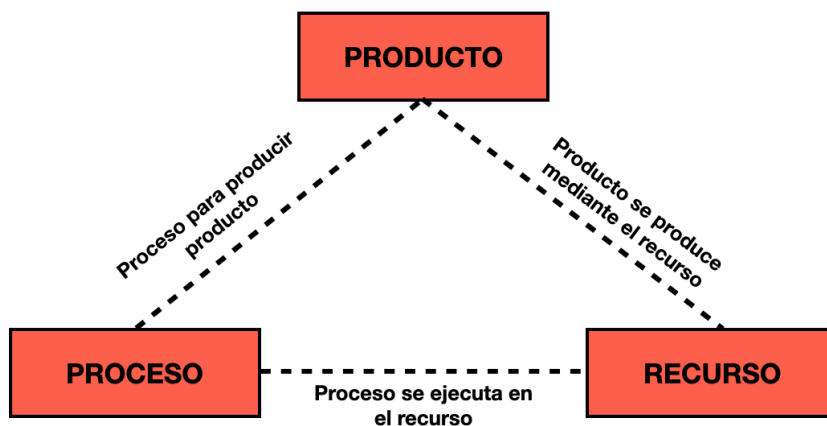 PRODUCTO
Proceso para producir
producto
Producto se produce
mediante el recurso
PROCESO
RECURSO
Proceso se ejecuta en
el recurso